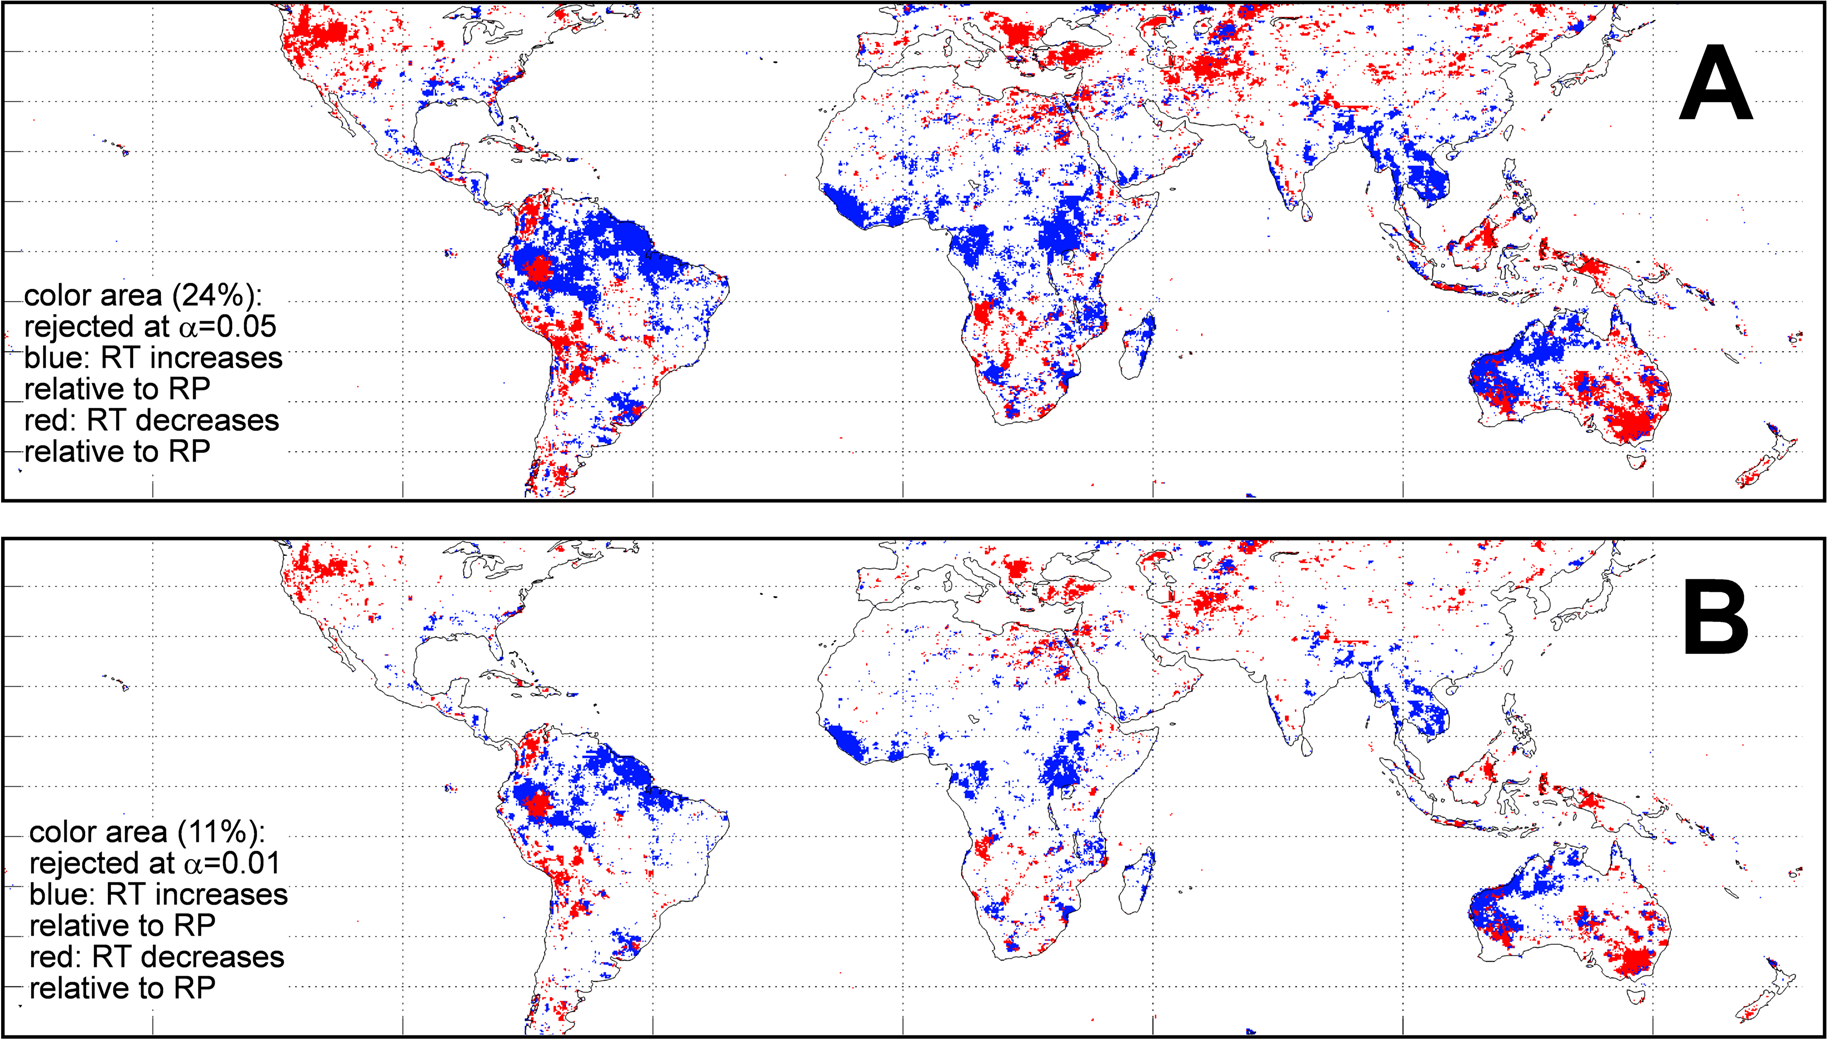 A
color area (24%):
rejected at α=0.05
blue: RT increases
relative to RP
red: RT decreases
relative to RP
B
color area (11%):
rejected at α=0.01
blue: RT increases
relative to RP
red: RT decreases
relative to RP